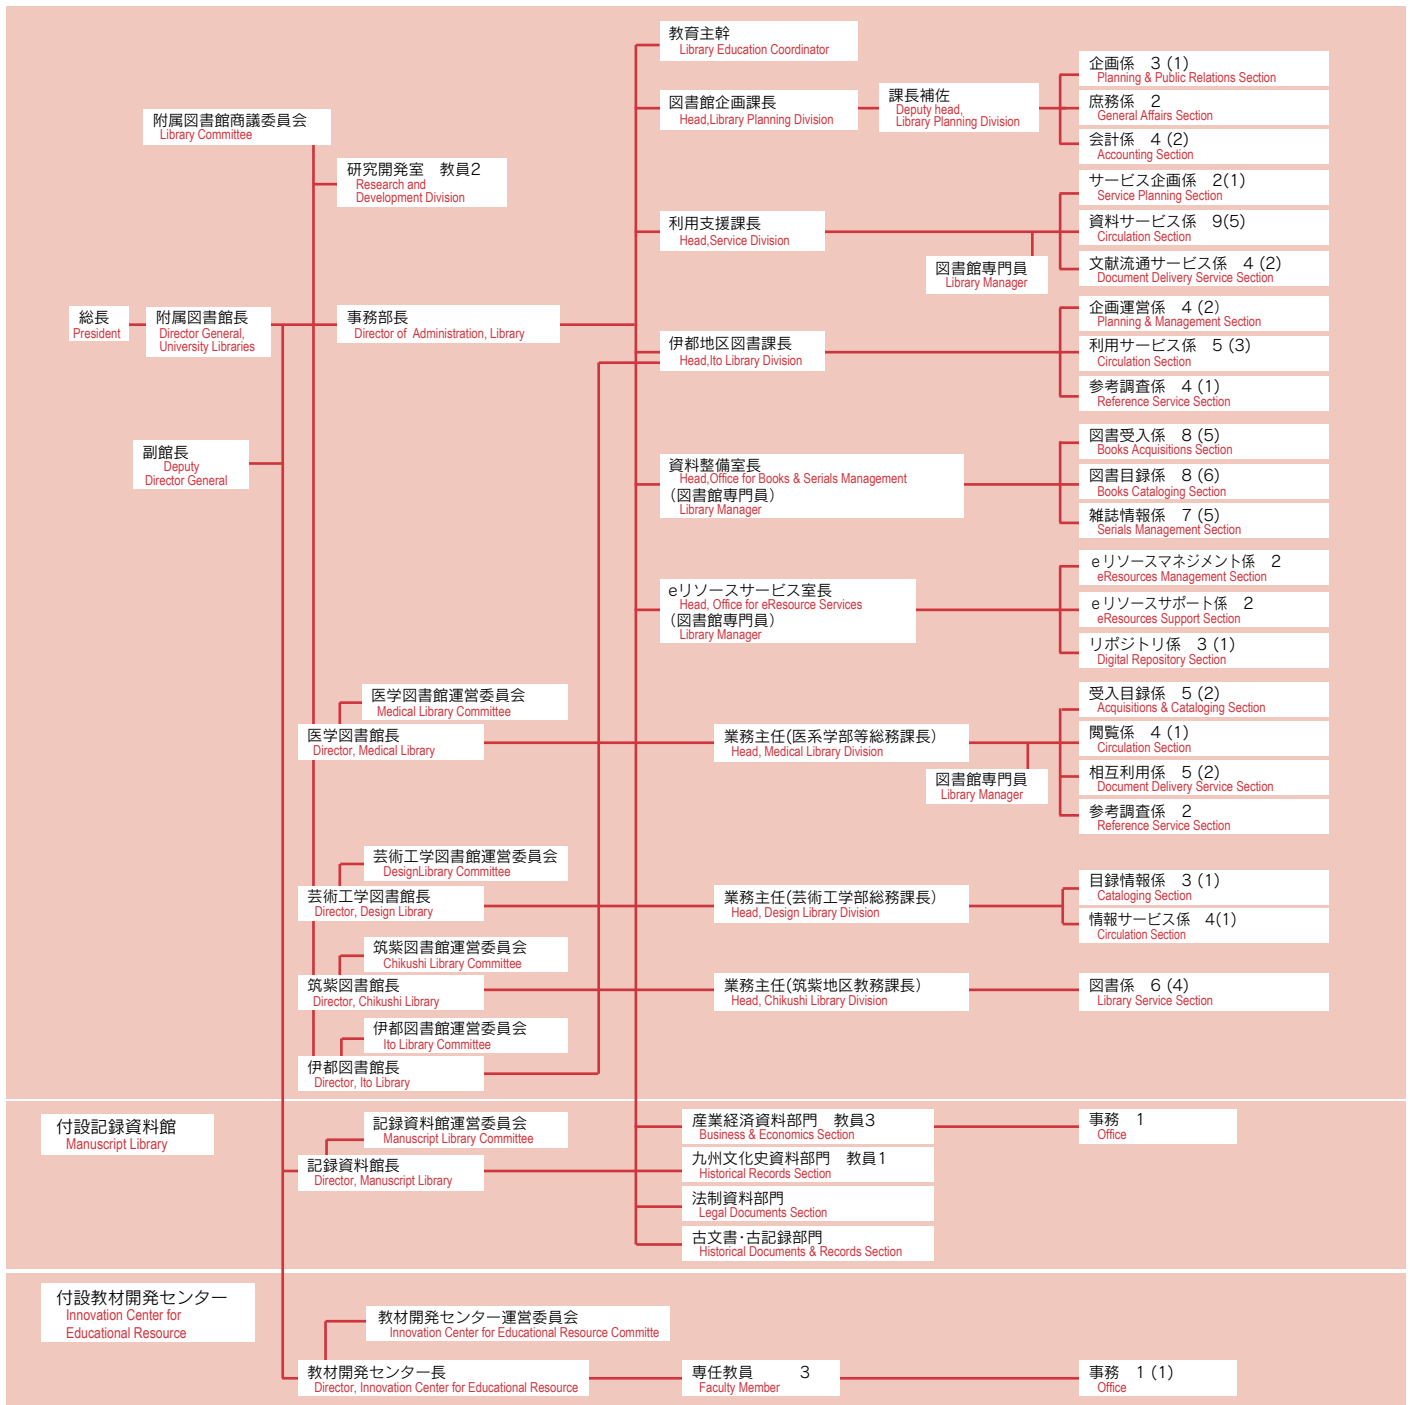 教育主幹
Library Education Coordinator
図書館企画課長
Head,Library Planning Division
課長補佐
Deputy head,
Library Planning Division
企画係 3 (1)
Planning & Public Relations Section
庶務係 2
General Affairs Section
会計係 4 (2)
Accounting Section
附属図書館商議委員会
Library Committee
研究開発室 教員2
Research and
Development Division
利用支援課長
Head,Service Division
図書館専門員
Library Manager
サービス企画係 2(1)
Service Planning Section
資料サービス係 9(5)
Circulation Section
文献流通サービス係 4 (2)
Document Delivery Service Section
総長
President
附属図書館長
Director General,
University Libraries
事務部長
Director of Administration, Library
伊都地区図書課長
Head,Ito Library Division
企画運営係 4 (2)
Planning & Management Section
利用サービス係 5 (3)
Circulation Section
参考調査係 4 (1)
Reference Service Section
副館長
Deputy
Director General
資料整備室長
Head,Office for Books & Serials Management
(図書館専門員)
Library Manager
図書受入係 8 (5)
Books Acquisitions Section
図書目録係 8 (6)
Books Cataloging Section
雑誌情報係 7 (5)
Serials Management Section
eリソースサービス室長
Head, Office for eResource Services
(図書館専門員)
Library Manager
eリソースマネジメント係 2
eResources Management Section
eリソースサポート係 2
eResources Support Section
リポジトリ係 3 (1)
Digital Repository Section
医学図書館運営委員会
Medical Library Committee
医学図書館長
Director, Medical Library
業務主任(医系学部等総務課長)
Head, Medical Library Division
図書館専門員
Library Manager
受入目録係 5 (2)
Acquisitions & Cataloging Section
閲覧係 4 (1)
Circulation Section
相互利用係 5 (2)
Document Delivery Service Section
参考調査係 2
Reference Service Section
芸術工学図書館運営委員会
DesignLibrary Committee
芸術工学図書館長
Director, Design Library
業務主任(芸術工学部総務課長)
Head, Design Library Division
目録情報係 3 (1)
Cataloging Section
情報サービス係 4(1)
Circulation Section
筑紫図書館運営委員会
Chikushi Library Committee
筑紫図書館長
Director, Chikushi Library
業務主任(筑紫地区教務課長)
Head, Chikushi Library Division
図書係 6 (4)
Library Service Section
伊都図書館運営委員会
Ito Library Committee
伊都図書館長
Director, Ito Library
付設記録資料館
Manuscript Library
記録資料館運営委員会
Manuscript Library Committee
記録資料館長
Director, Manuscript Library
産業経済資料部門 教員3
Business & Economics Section
事務 1
Office
九州文化史資料部門 教員1
Historical Records Section
法制資料部門
Legal Documents Section
古文書・古記録部門
Historical Documents & Records Section
付設教材開発センター
Innovation Center for
Educational Resource
教材開発センター運営委員会
Innovation Center for Educational Resource Committe
教材開発センター長
Director, Innovation Center for Educational Resource
専任教員 3
Faculty Member
事務 1 (1)
Office